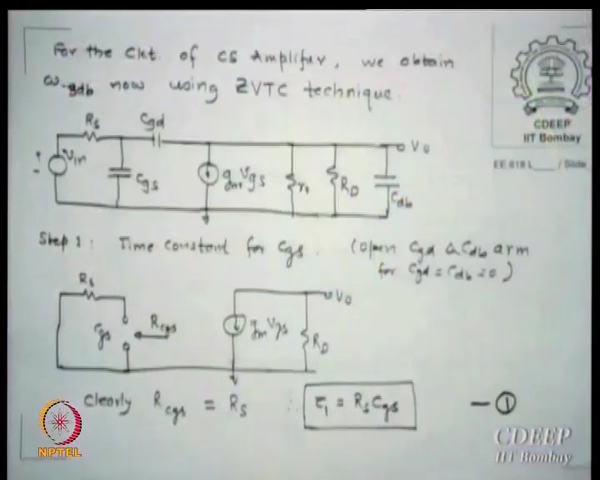 For the Ckt. of CS Amplifier, we obtain
ω-3db now using ZVTC technique.
CDEEP
IIT Bombay
EE 618 L____ / Slide
Rs
Cgd
Vo
Vin
Cgs
gm Vgs
ro
RD
Cdb
Step 1: Time constant for Cgs. (open Cgd & Cdb arm
for Cgd = Cdb = 0)
Rs
Cgs
Rcgs
Vo
gm Vgs
RD
Clearly Rcgs = Rs ∴ τ1 = Rs Cgs — ①
NPTEL
CDEEP
IIT Bombay